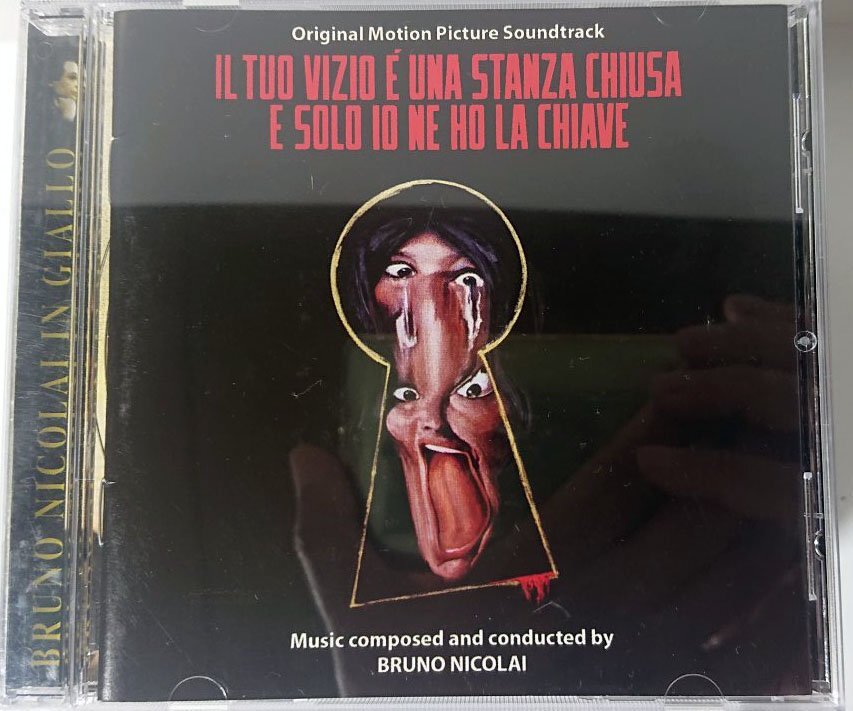 Original Motion Picture Soundtrack
IL TUO VIZIO É UNA STANZA CHIUSA
E SOLO IO NE HO LA CHIAVE
BRUNO NICOLAI IN GIALLO
Music composed and conducted by
BRUNO NICOLAI